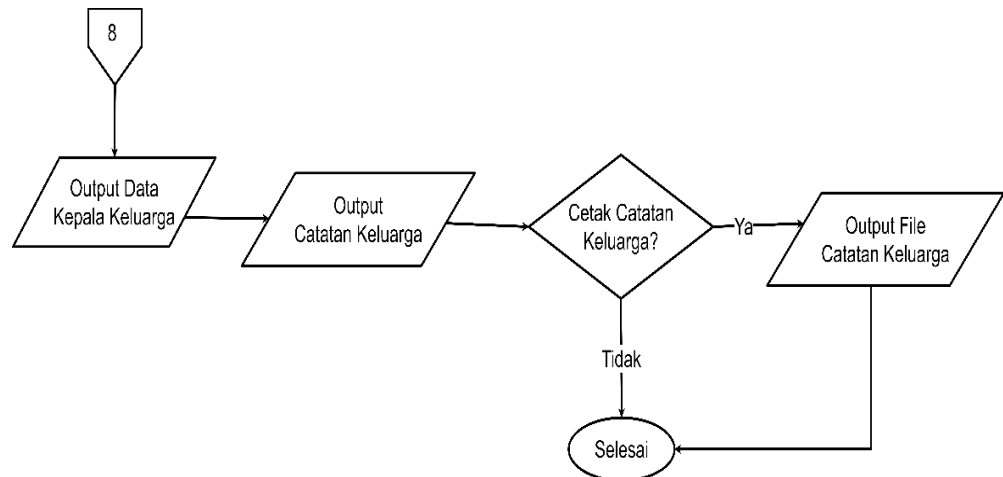 8
Output Data
Kepala Keluarga
Output
Catatan Keluarga
Cetak Catatan
Keluarga?
Ya
Output File
Catatan Keluarga
Tidak
Selesai